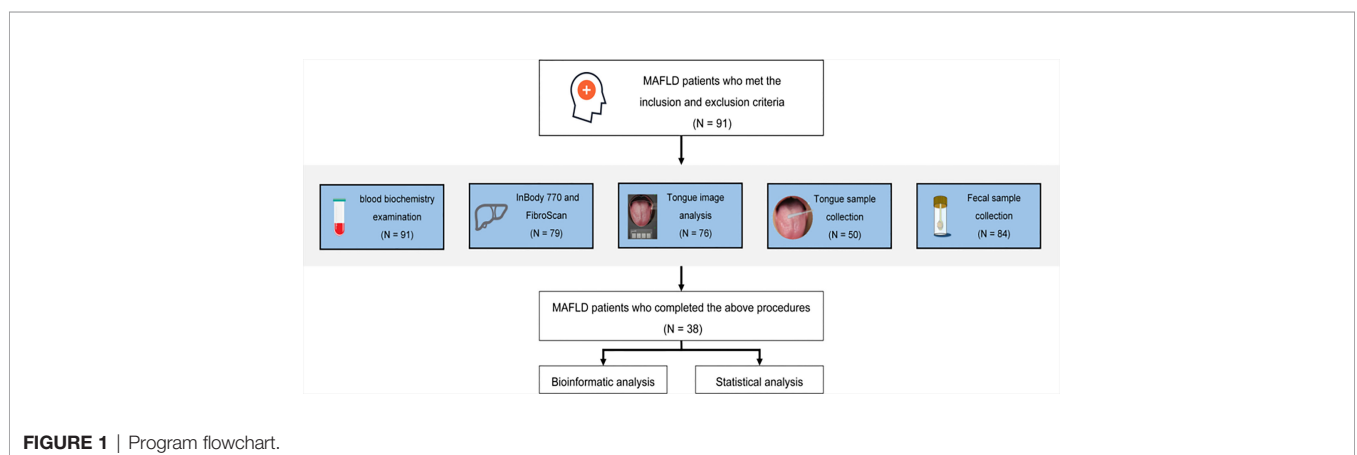 MAFLD patients who met the
inclusion and exclusion criteria
(N = 91)
blood biochemistry
examination
(N = 91)
InBody 770 and
FibroScan
(N = 79)
Tongue image
analysis
(N = 76)
Tongue sample
collection
(N = 50)
Fecal sample
collection
(N = 84)
MAFLD patients who completed the above procedures
(N = 38)
Bioinformatic analysis
Statistical analysis
FIGURE 1 | Program flowchart.